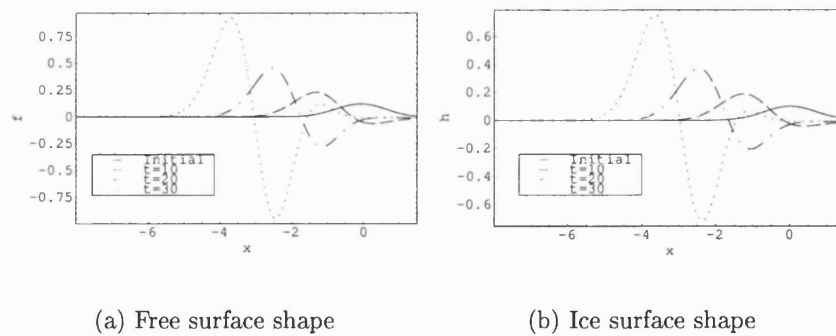 0.75
0.5
0.25
0
-0.25
-0.5
-0.75
f
Initial
t=10
t=20
t=30
-6
-4
-2
0
x
(a) Free surface shape
0.6
0.4
0.2
0
-0.2
-0.4
-0.6
h
Initial
t=10
t=20
t=30
-6
-4
-2
0
x
(b) Ice surface shape